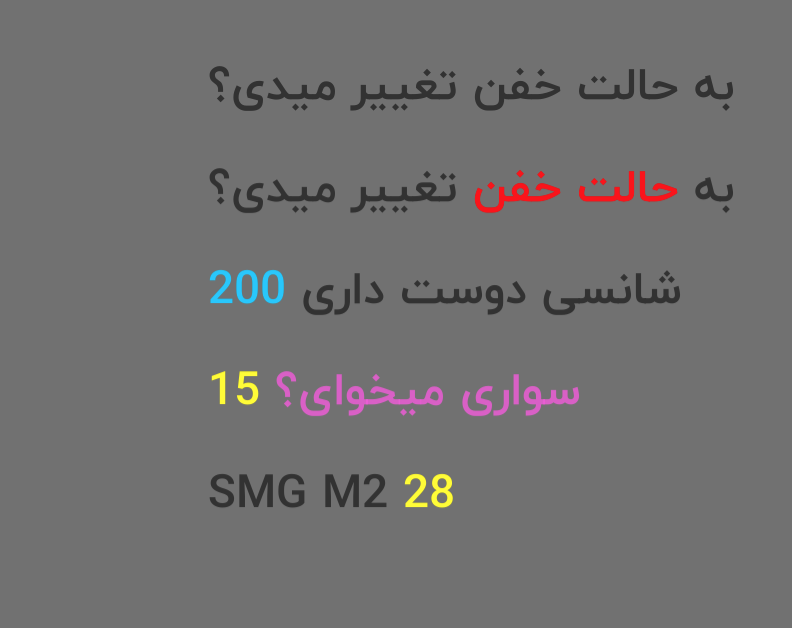 به حالت خفن تغییر میدی؟
به حالت خفن تغییر میدی؟
شانسی دوست داری 200
سواری میخوای؟ 15
SMG M2 28